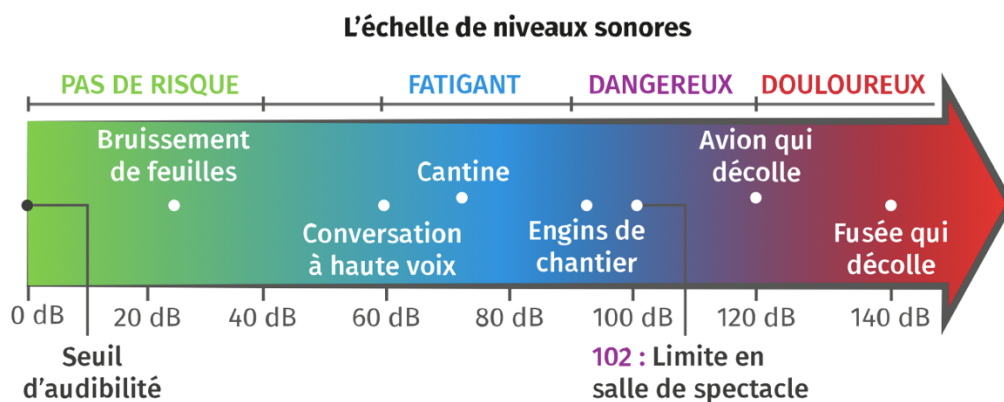 L'échelle de niveaux sonores
PAS DE RISQUE
FATIGANT
DANGEREUX
DOULOUREUX
Bruissement
de feuilles
Conversation
à haute voix
Cantine
Engins de
chantier
Avion qui
décolle
Fusée qui
décolle
0 dB
20 dB
40 dB
60 dB
80 dB
100 dB
120 dB
140 dB
Seuil
d'audibilité
102 : Limite en
salle de spectacle